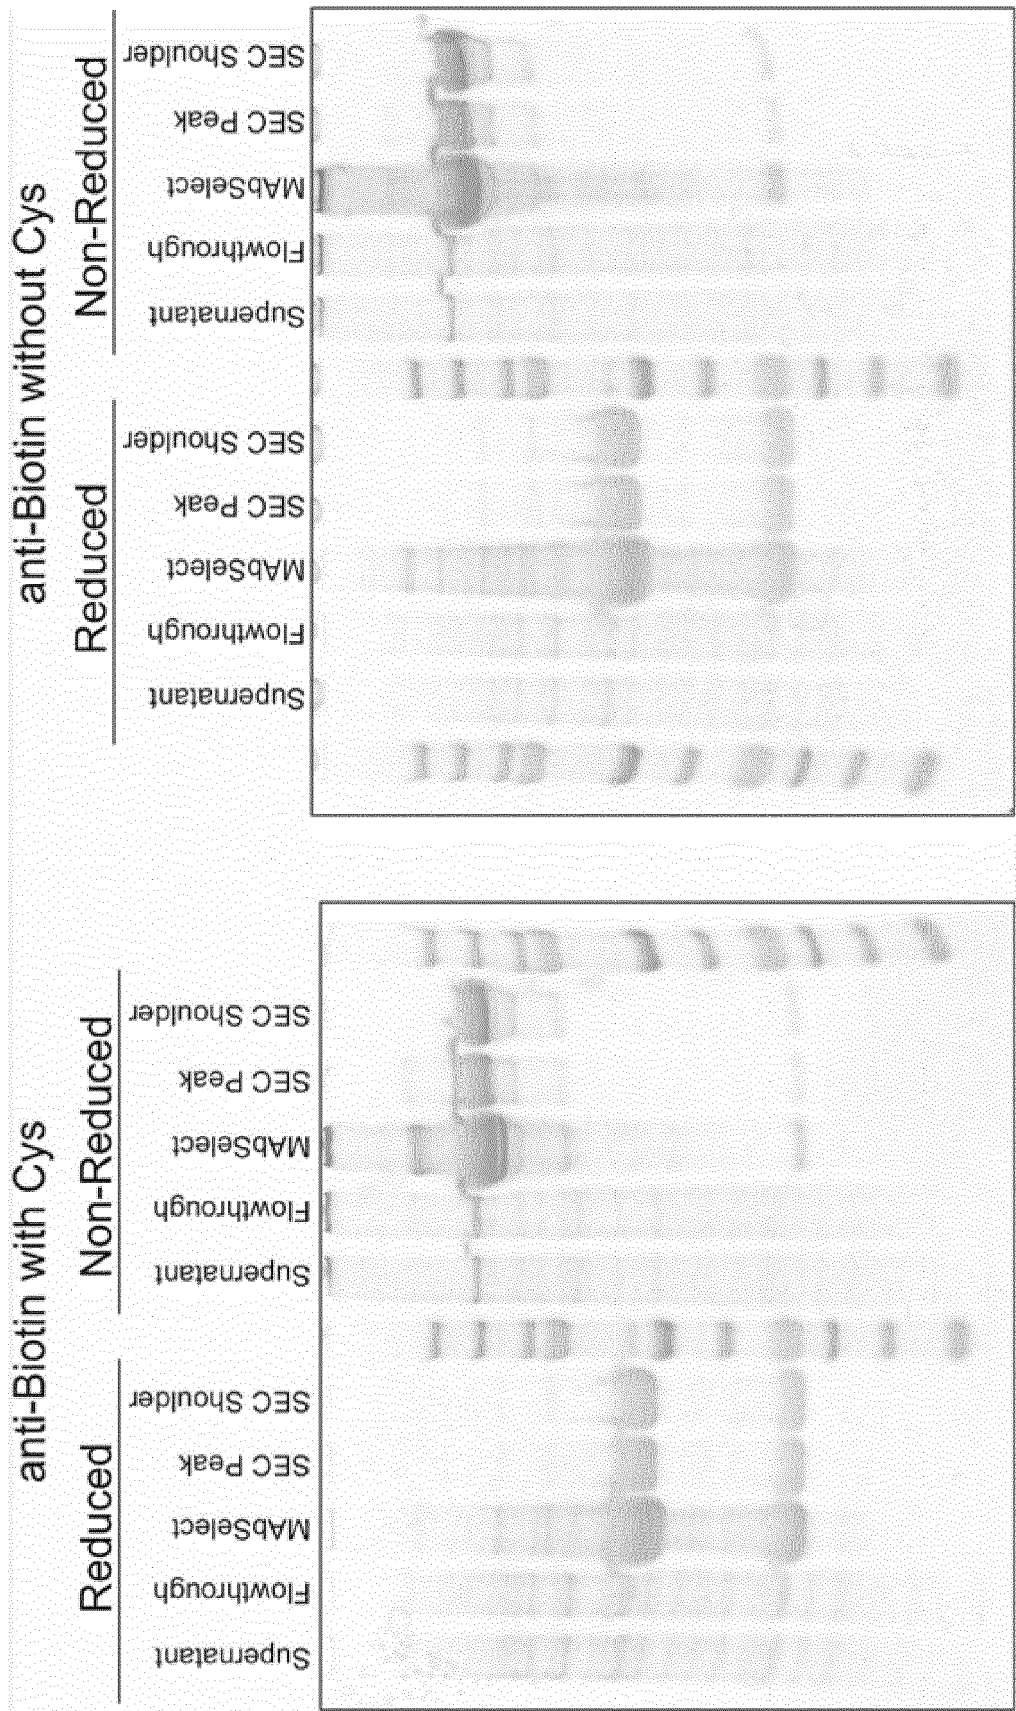 anti-Biotin with Cys
Reduced
Non-Reduced
Supernatant
Flowthrough
MAbSelect
SEC Peak
SEC Shoulder
Supernatant
Flowthrough
MAbSelect
SEC Peak
SEC Shoulder
anti-Biotin without Cys
Reduced
Non-Reduced
Supernatant
Flowthrough
MAbSelect
SEC Peak
SEC Shoulder
Supernatant
Flowthrough
MAbSelect
SEC Peak
SEC Shoulder